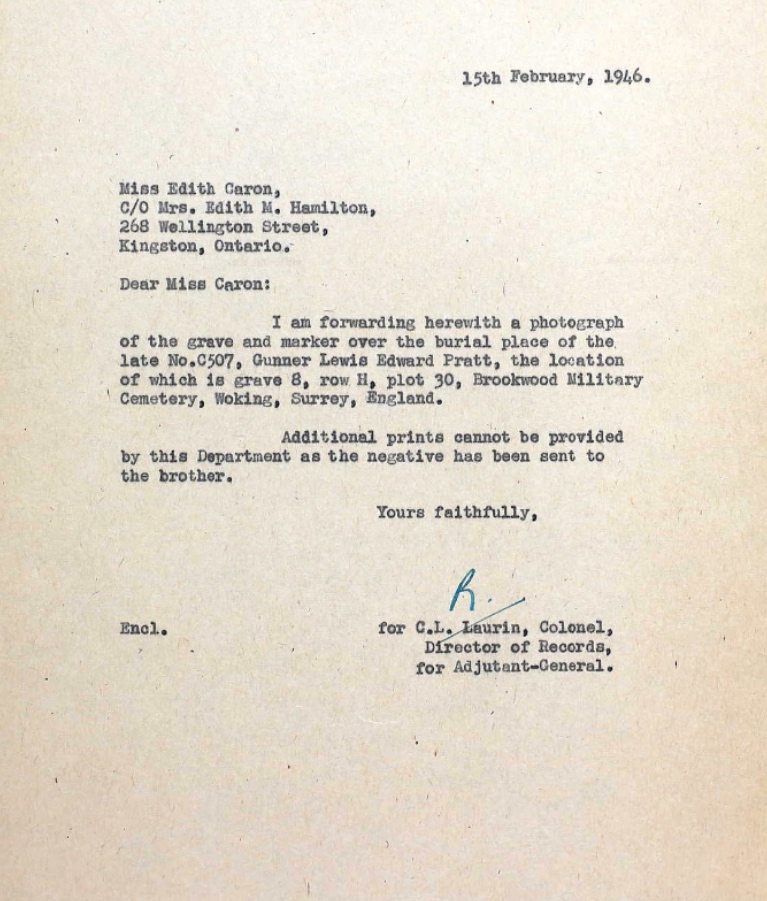 15th February, 1946.
Miss Edith Caron,
C/O Mrs. Edith M. Hamilton,
268 Wellington Street,
Kingston, Ontario.
Dear Miss Caron:
I am forwarding herewith a photograph
of the grave and marker over the burial place of the
late No.C507, Gunner Lewis Edward Pratt, the location
of which is grave 8, row H, plot 30, Brookwood Military
Cemetery, Woking, Surrey, England.
Additional prints cannot be provided
by this Department as the negative has been sent to
the brother.
Yours faithfully,
Encl.
for C.L. Laurin, Colonel,
Director of Records,
for Adjutant-General.